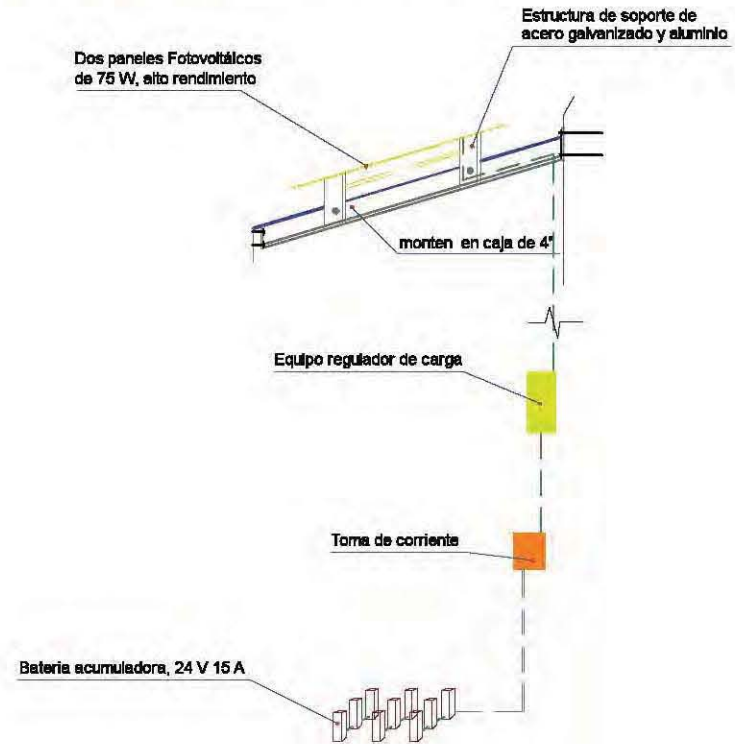 Estructura de soporte de
acero galvanizado y aluminio
Dos paneles Fotovoltáicos
de 75 W, alto rendimiento
monten en caja de 4"
Equipo regulador de carga
Toma de corriente
Bateria acumuladora, 24 V 15 A